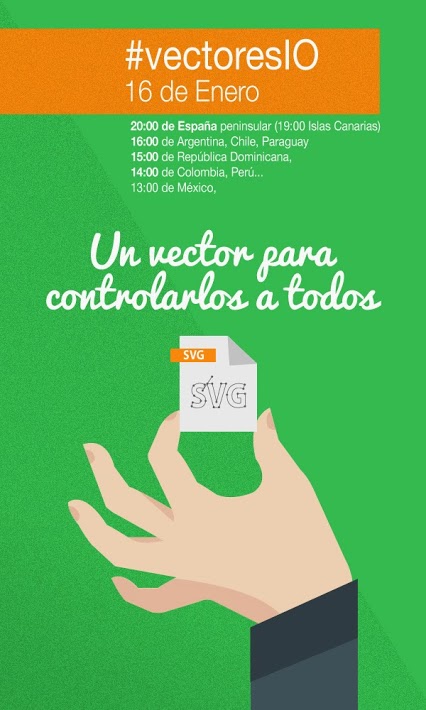 #vectoresIO
16 de Enero
20:00 de España peninsular (19:00 Islas Canarias)
16:00 de Argentina, Chile, Paraguay
15:00 de República Dominicana,
14:00 de Colombia, Perú...
13:00 de México,
Un vector para
controlarlos a todos
SVG
SVG